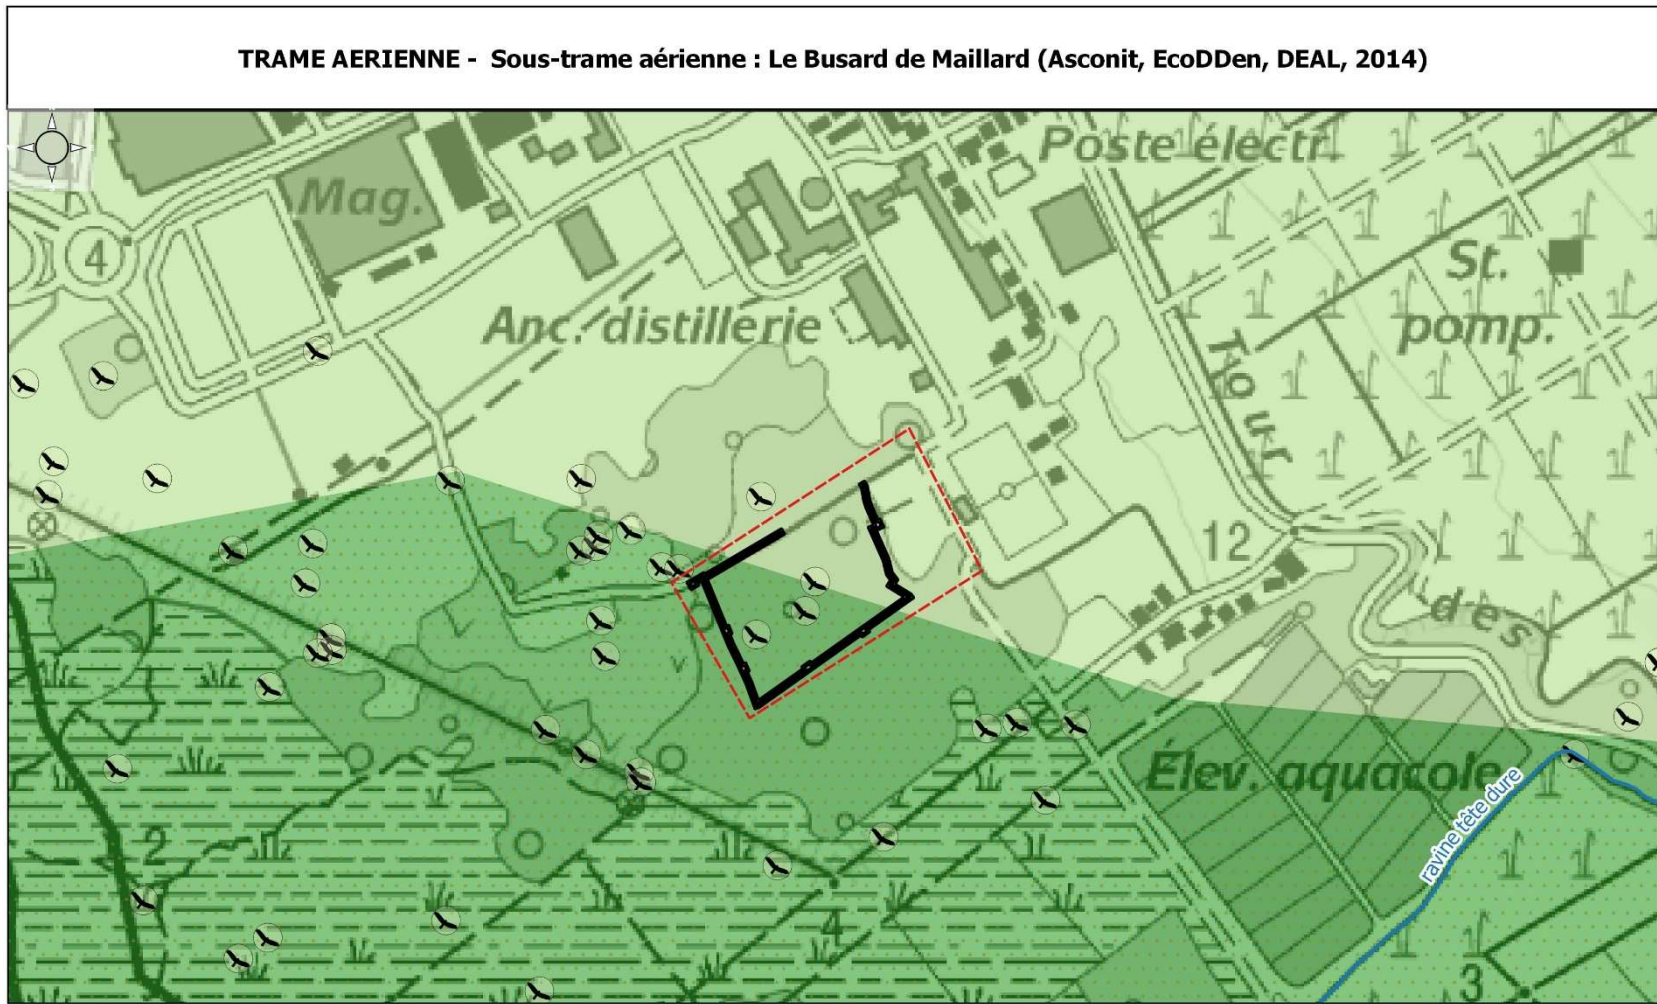 TRAME AERIENNE - Sous-trame aérienne : Le Busard de Maillard (Asconit, EcoDDen, DEAL, 2014)
Poste électr.
Mag.
4
St.
pomp.
Anc. distillerie
Tour
12
des
Élev. aquacole
ravine tête dure
2
4
3